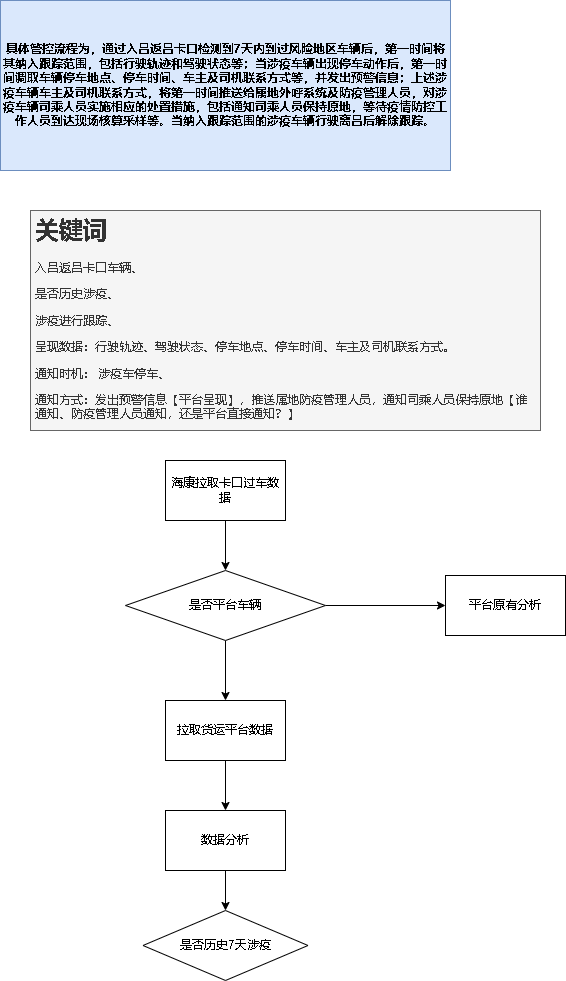 具体管控流程为，通过入吕返吕卡口检测到7天内到过风险地区车辆后，第一时间将
其纳入跟踪范围，包括行驶轨迹和驾驶状态等；当涉疫车辆出现停车动作后，第一时
间调取车辆停车地点、停车时间、车主及司机联系方式等，并发出预警信息；上述涉
疫车辆车主及司机联系方式，将第一时间推送给属地外呼系统及防疫管理人员，对涉
疫车辆司乘人员实施相应的处置措施，包括通知司乘人员保持原地，等待疫情防控工
作人员到达现场核算采样等。当纳入跟踪范围的涉疫车辆行驶离吕后解除跟踪。
关键词
入吕返吕卡口车辆、
是否历史涉疫、
涉疫进行跟踪、
呈现数据：行驶轨迹、驾驶状态、停车地点、停车时间、车主及司机联系方式。
通知时机： 涉疫车停车、
通知方式：发出预警信息【平台呈现】，推送属地防疫管理人员，通知司乘人员保持原地【谁
通知、防疫管理人员通知，还是平台直接通知？】
海康拉取卡口过车数
据
是否平台车辆
平台原有分析
拉取货运平台数据
数据分析
是否历史7天涉疫